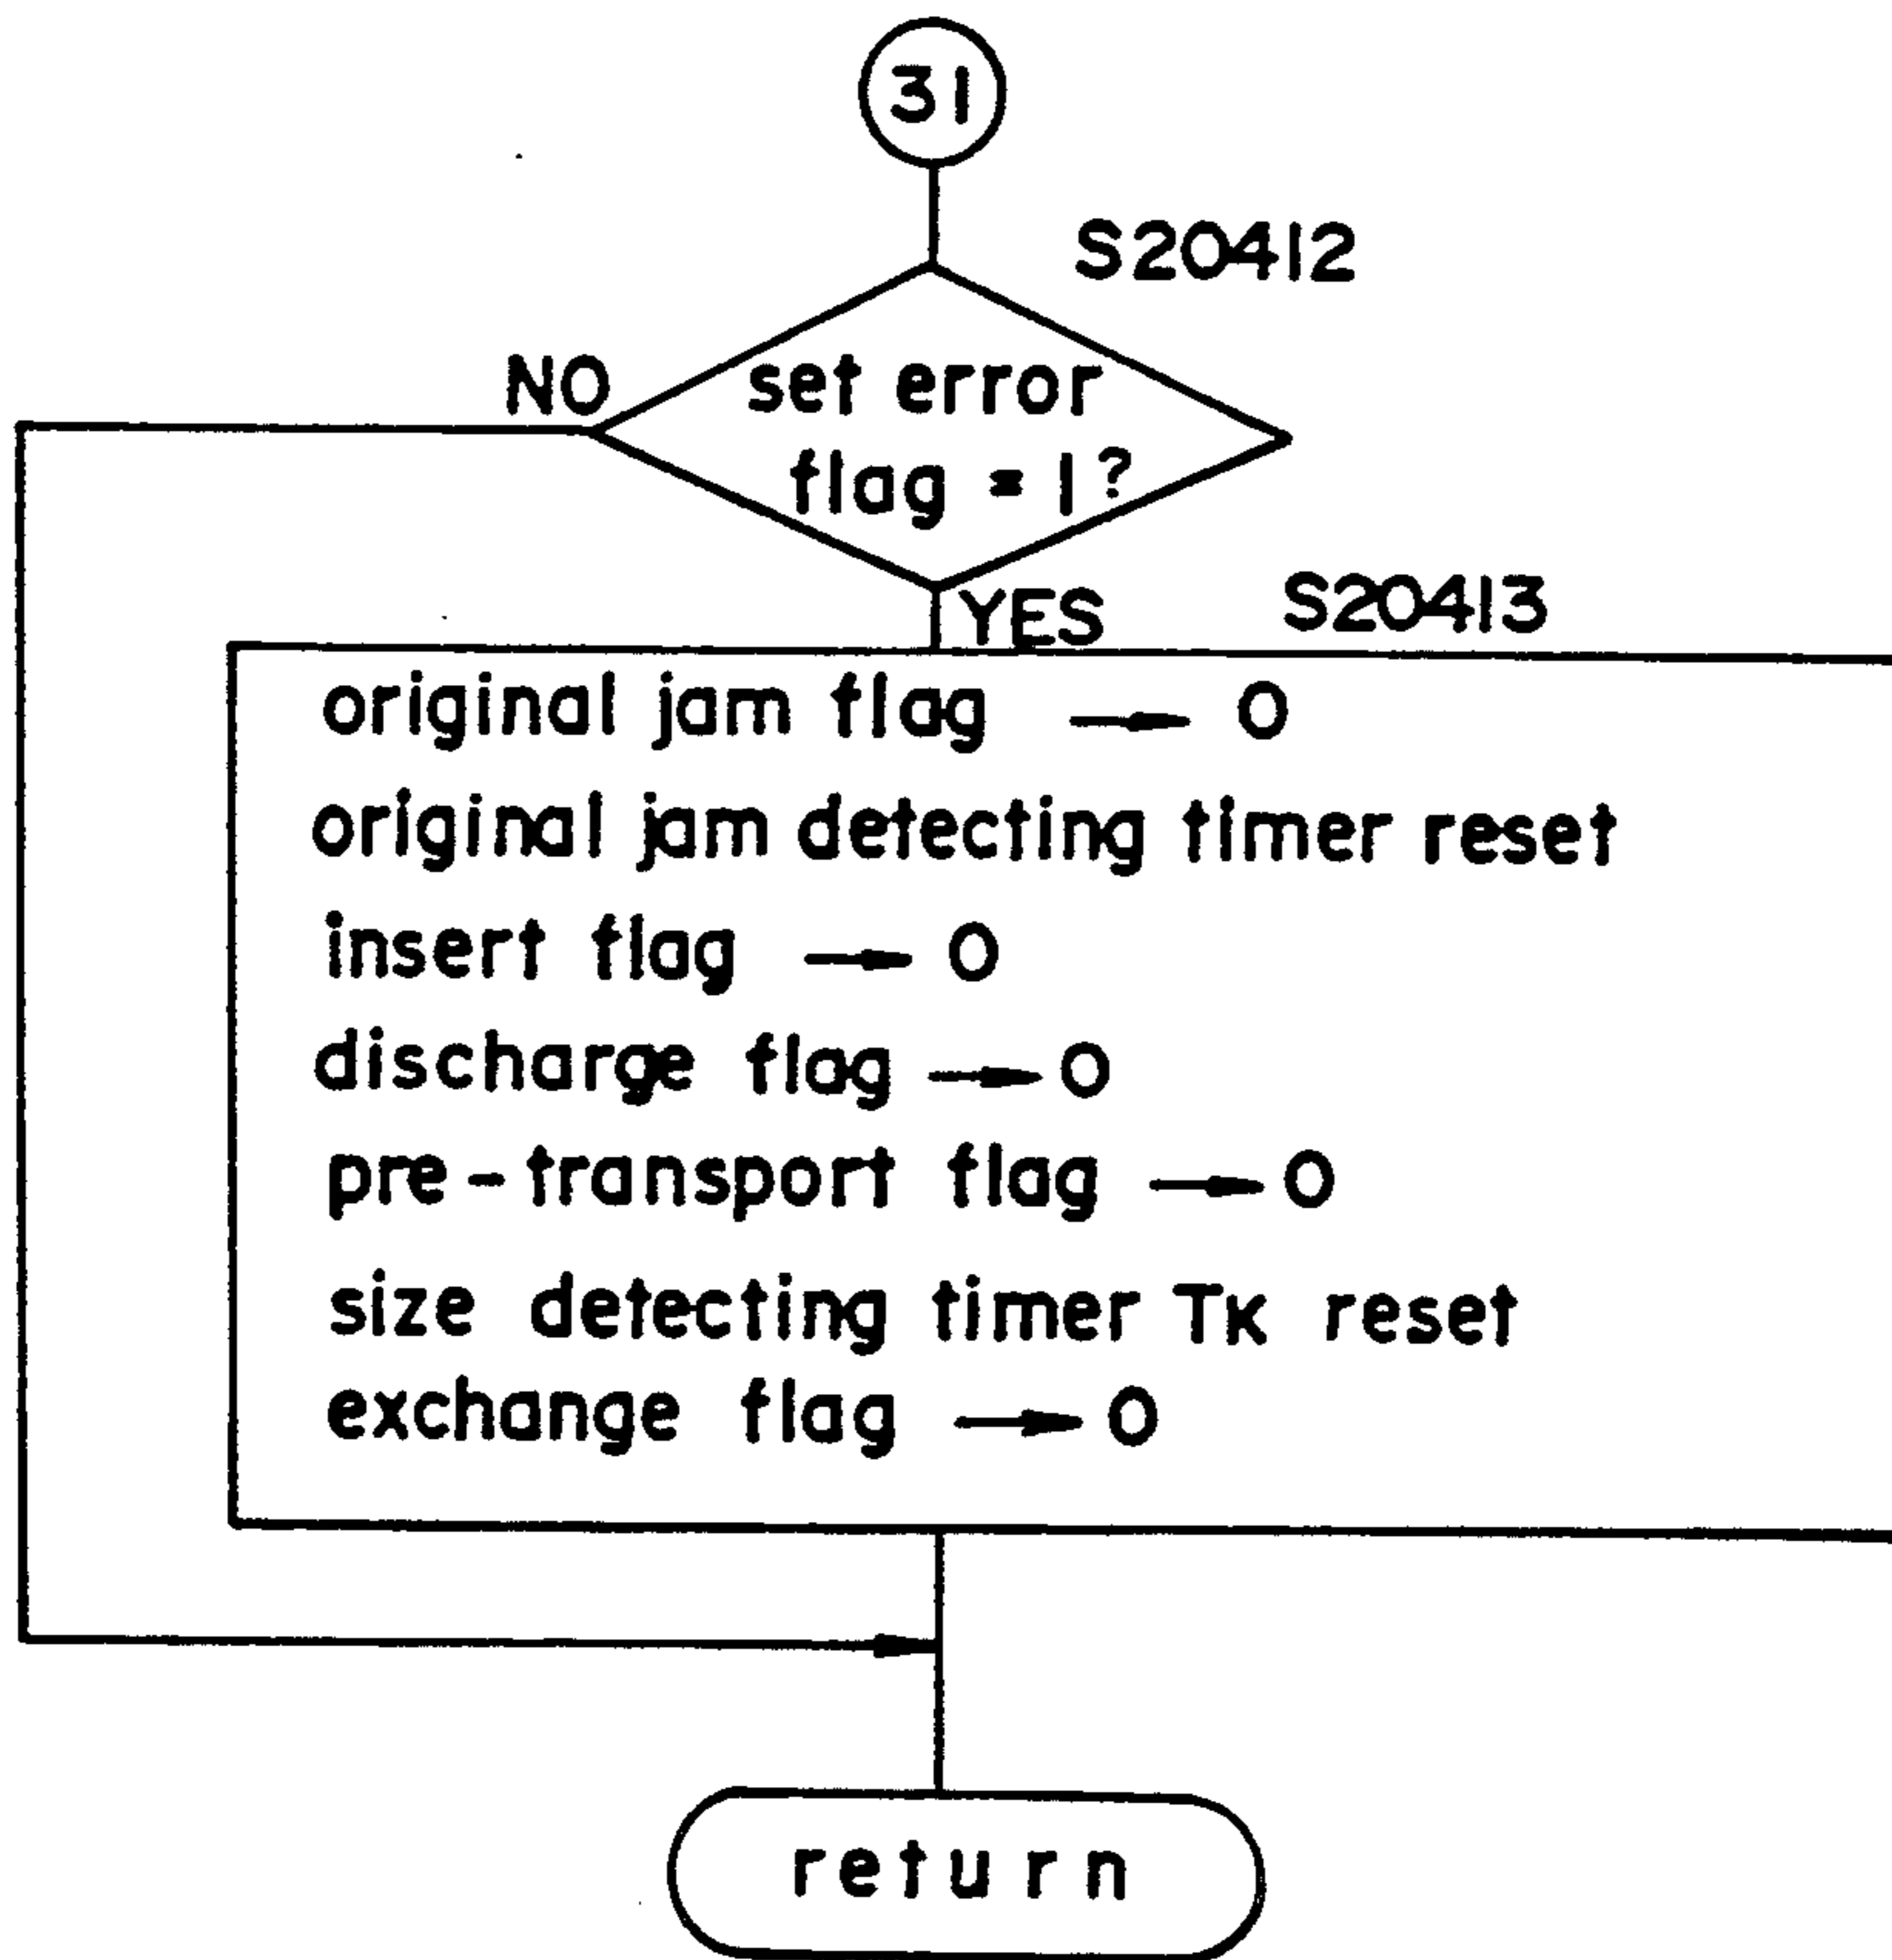 31
S20412
NO
set error
flag = 1?
YES
S20413
original jam flag → 0
original jam detecting timer reset
insert flag → 0
discharge flag → 0
pre-transport flag → 0
size detecting timer TK reset
exchange flag → 0
return